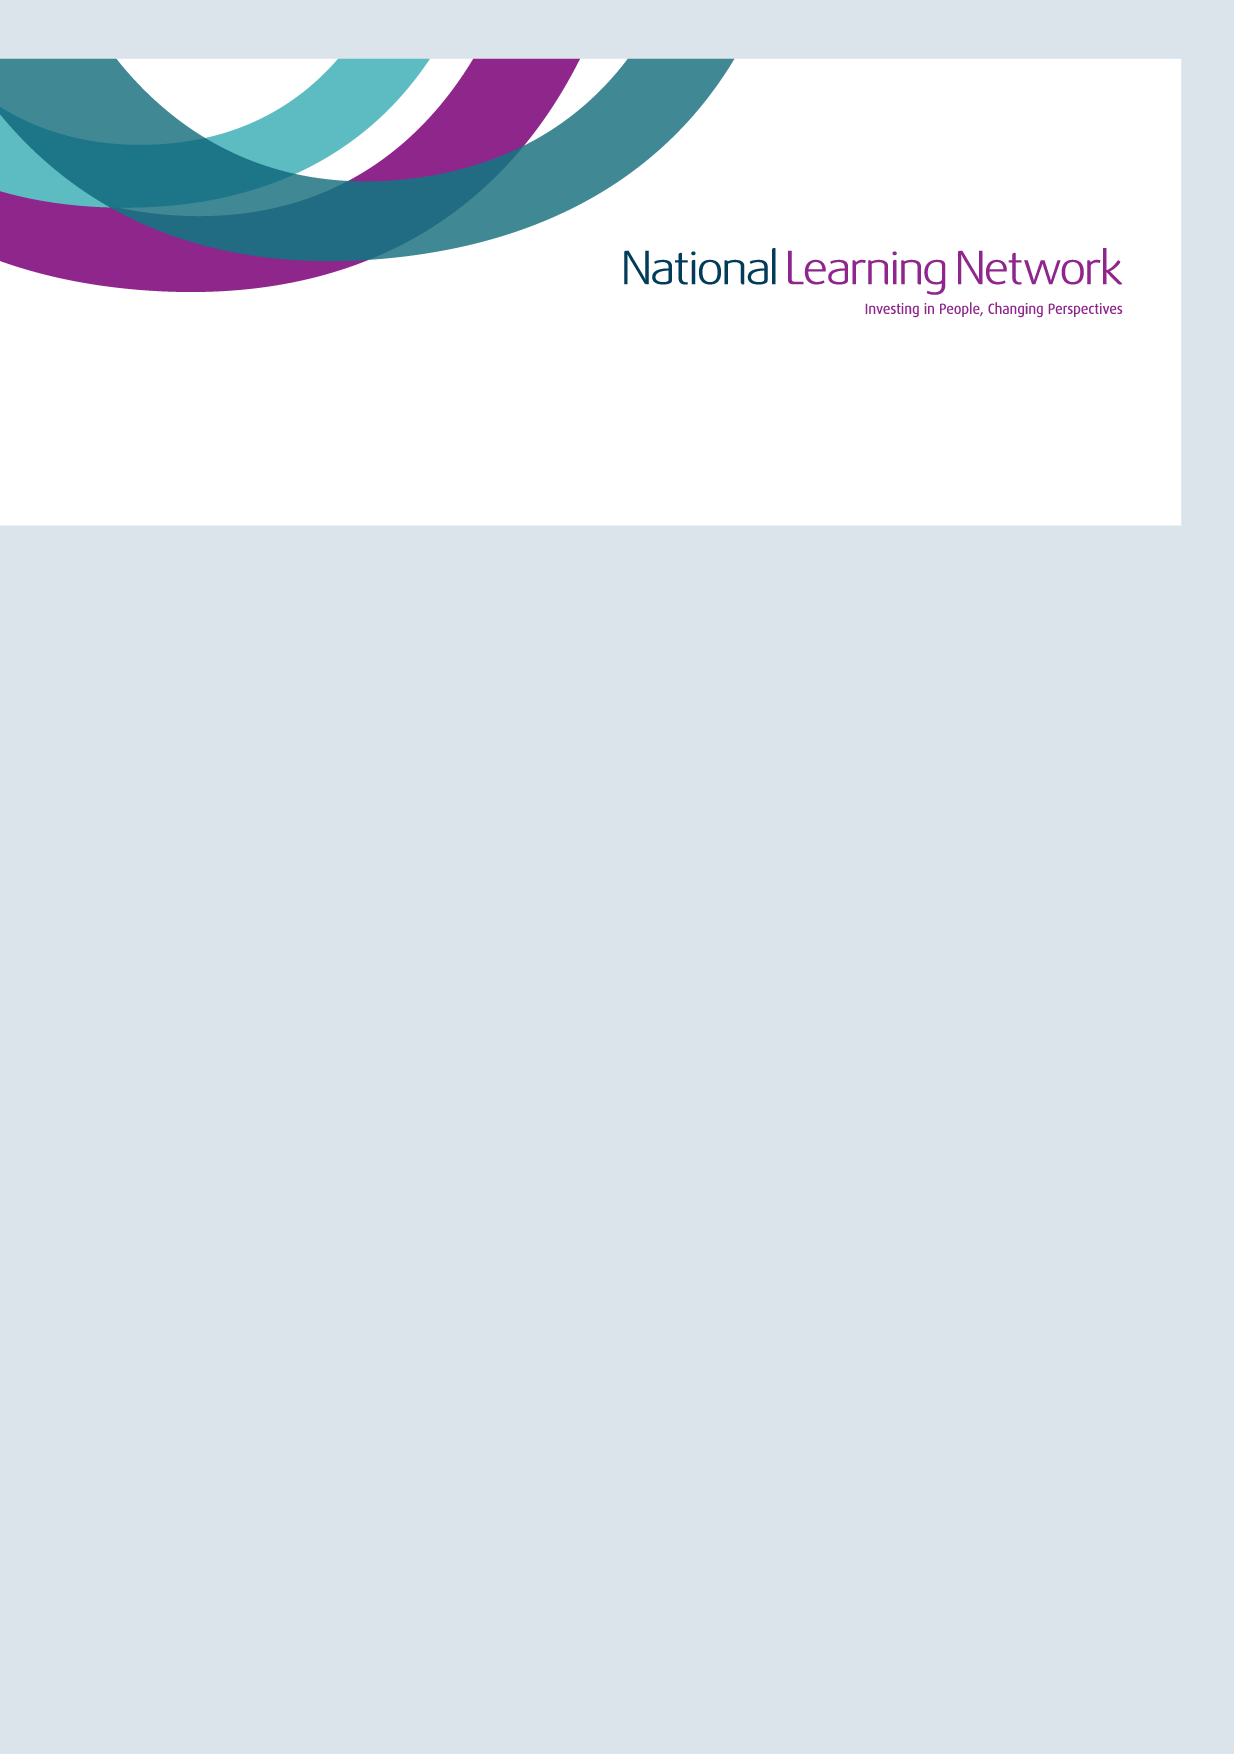 National Learning Network
Investing in People, Changing Perspectives